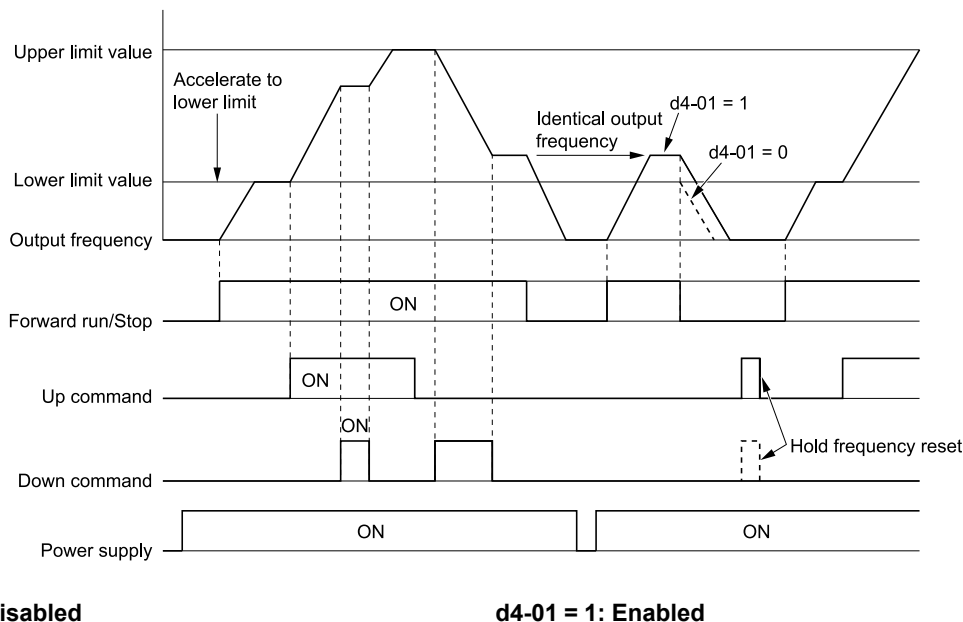 Upper limit value
Accelerate to
lower limit
d4-01 = 1
Identical output
frequency
d4-01 = 0
Lower limit value
Output frequency
ON
Forward run/Stop
ON
Up command
ON
Hold frequency reset
Down command
ON
ON
Power supply
isabled
d4-01 = 1: Enabled